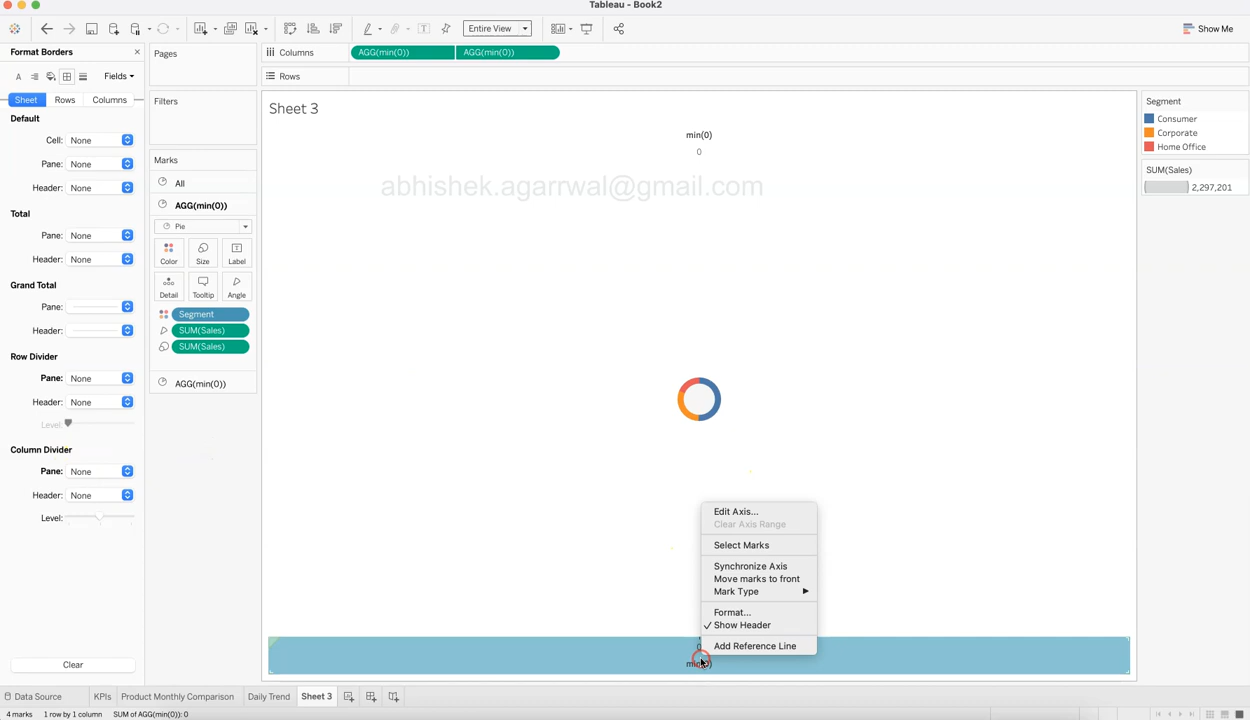 Tableau - Book2
Entire View
Show Me
Format Borders
Fields
Sheet Rows Columns
Default
Cell: None
Pane: None
Header: None
Total
Pane: None
Header: None
Grand Total
Pane:
Header:
Row Divider
Pane: None
Header: None
Level:
Column Divider
Pane: None
Header: None
Level:
Clear
Pages
Filters
Marks
All
AGG(min(0))
Pie
Color Size Label
Detail Tooltip Angle
Segment
SUM(Sales)
SUM(Sales)
AGG(min(0))
Columns AGG(min(0)) AGG(min(0))
Rows
Sheet 3
min(0)
0
abhishek.agarrwal@gmail.com
Edit Axis...
Clear Axis Range
Select Marks
Synchronize Axis
Move marks to front
Mark Type
Format...
Show Header
Add Reference Line
Segment
Consumer
Corporate
Home Office
SUM(Sales)
2,297,201
Data Source KPIs Product Monthly Comparison Daily Trend Sheet 3
4 marks 1 row by 1 column SUM of AGG(min(0)): 0